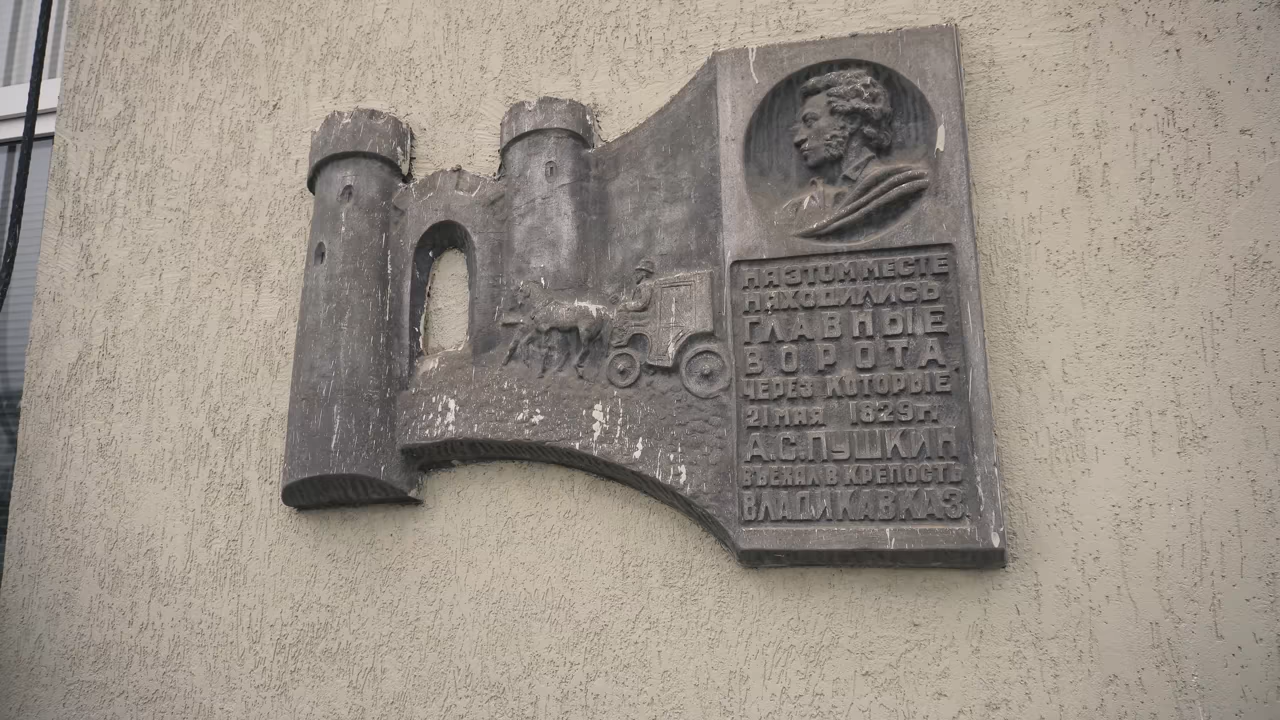 НА ЭТОМ МЕСТЕ
НАХОДИЛИСЬ
ГЛАВНЫЕ
ВОРОТА
ЧЕРЕЗ КОТОРЫЕ
21 МАЯ 1829 г.
А.С.ПУШКИН
ВЪЕХАЛ В КРЕПОСТЬ
ВЛАДИКАВКАЗ